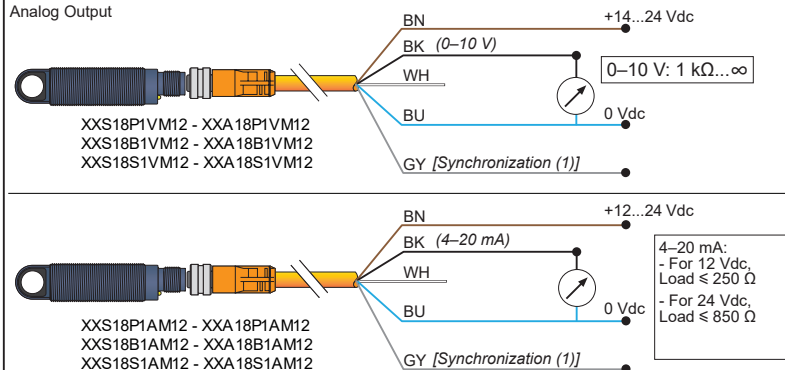 Analog Output
BN
+14...24 Vdc
BK (0–10 V)
WH
0–10 V: 1 kΩ...∞
BU
0 Vdc
XXS18P1VM12 - XXA18P1VM12
XXS18B1VM12 - XXA18B1VM12
XXS18S1VM12 - XXA18S1VM12
GY [Synchronization (1)]
BN
+12...24 Vdc
BK (4–20 mA)
WH
4–20 mA:
- For 12 Vdc,
Load ⩽ 250 Ω
- For 24 Vdc,
Load ⩽ 850 Ω
BU
0 Vdc
XXS18P1AM12 - XXA18P1AM12
XXS18B1AM12 - XXA18B1AM12
XXS18S1AM12 - XXA18S1AM12
GY [Synchronization (1)]